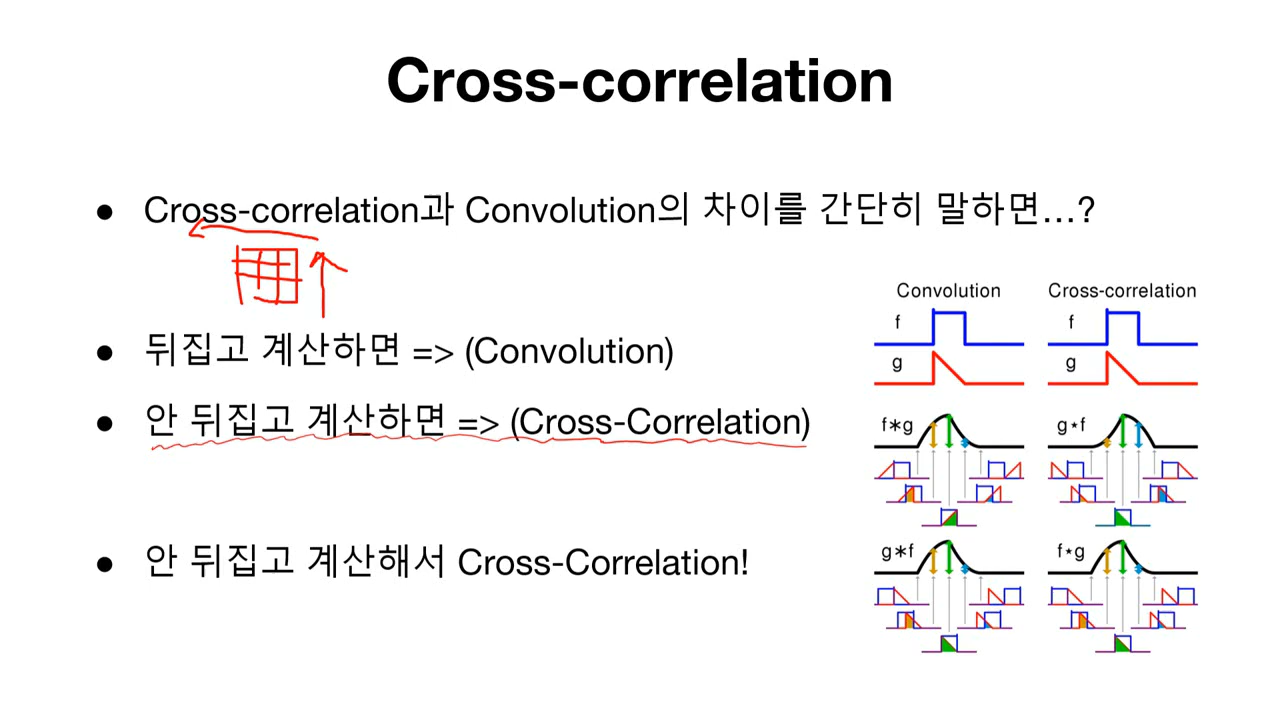 Cross-correlation
● Cross-correlation과 Convolution의 차이를 간단히 말하면...?
● 뒤집고 계산하면 => (Convolution)
● 안 뒤집고 계산하면 => (Cross-Correlation)
● 안 뒤집고 계산해서 Cross-Correlation!
Convolution Cross-correlation
f f
g g
f∗g g⋆f
g∗f f⋆g